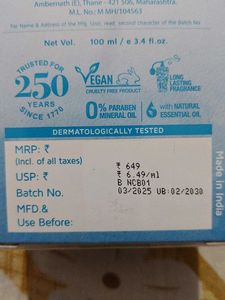 Ambernath (E), Thane - 421 506, Maharashtra.
M.L. No.: M MH/104563
For Name & Address of the Mfg. Unit, read second character of the Batch No
Net Vol. 100 ml / e 3.4 fl.oz.
TRUSTED FOR
250
YEARS
SINCE 1770
VEGAN
CRUELTY FREE PRODUCT
LONG
LASTING
FRAGRANCE
0% PARABEN
MINERAL OIL
with NATURAL
ESSENTIAL OIL
DERMATOLOGICALLY TESTED
MRP: ₹
(Incl. of all taxes)
₹ 649
USP: ₹
₹ 6.49/ml
Batch No.
B NCB01
MFD.&
03/2025 UB:02/2030
Use Before:
Made in India